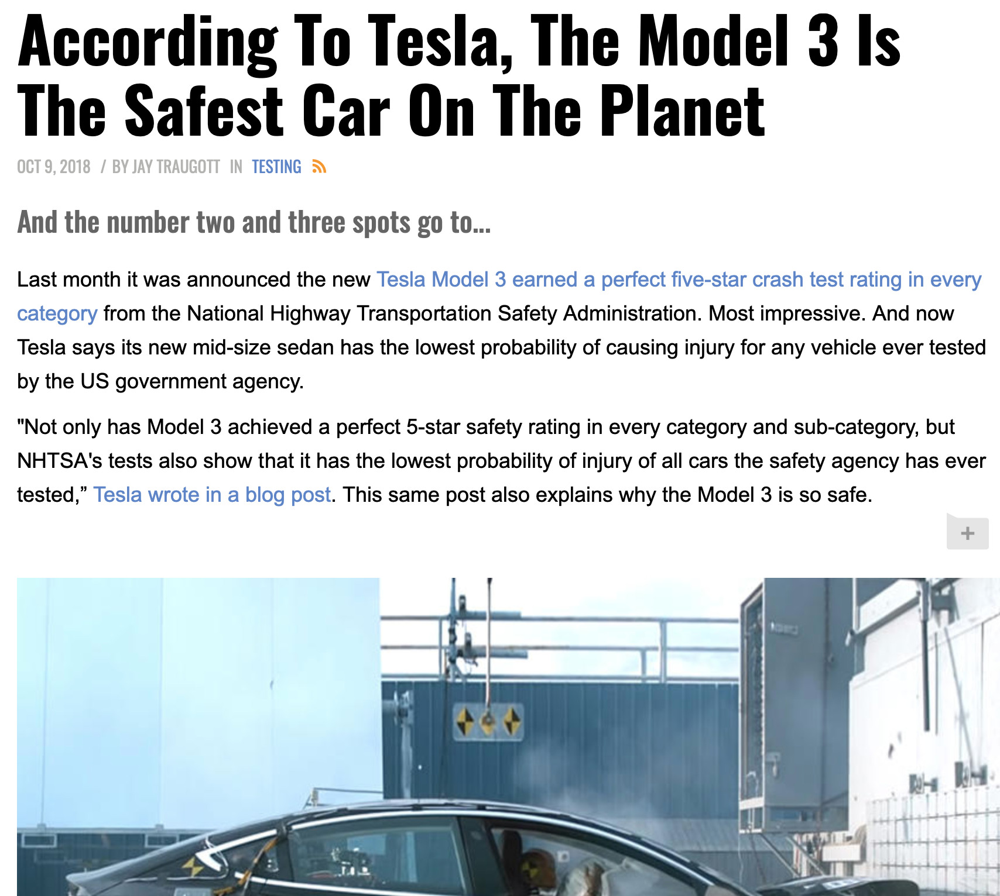 According To Tesla, The Model 3 Is
The Safest Car On The Planet
OCT 9, 2018 / BY JAY TRAUGOTT IN TESTING
And the number two and three spots go to...
Last month it was announced the new Tesla Model 3 earned a perfect five-star crash test rating in every
category from the National Highway Transportation Safety Administration. Most impressive. And now
Tesla says its new mid-size sedan has the lowest probability of causing injury for any vehicle ever tested
by the US government agency.
"Not only has Model 3 achieved a perfect 5-star safety rating in every category and sub-category, but
NHTSA's tests also show that it has the lowest probability of injury of all cars the safety agency has ever
tested,” Tesla wrote in a blog post. This same post also explains why the Model 3 is so safe.
+